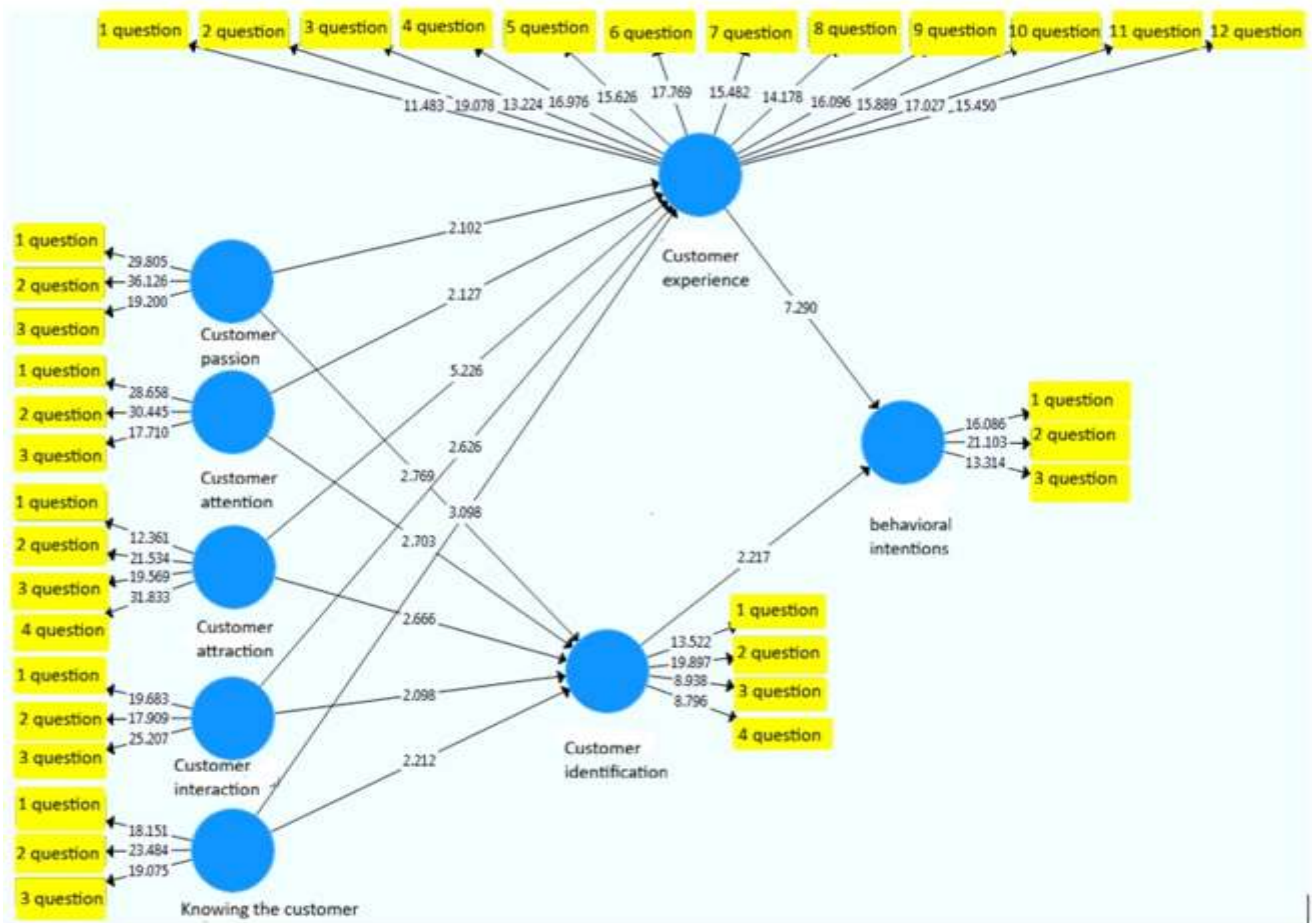 1 question
2 question
3 question
4 question
5 question
6 question
7 question
8 question
9 question
10 question
11 question
12 question
11.483
19.078
13.224
16.976
15.626
17.769
15.482
14.178
16.096
15.889
17.027
15.450
Customer
experience
1 question
2 question
3 question
29.805
36.126
19.200
Customer
passion
2.102
2.769
1 question
2 question
3 question
28.658
30.445
17.710
Customer
attention
2.127
2.703
1 question
2 question
3 question
4 question
12.361
21.534
19.569
31.833
Customer
attraction
5.226
2.666
1 question
2 question
3 question
19.683
17.909
25.207
Customer
interaction
2.626
2.098
1 question
2 question
3 question
18.151
23.484
19.075
Knowing the customer
3.098
2.212
7.290
2.217
Customer
identification
13.522
19.897
8.938
8.796
1 question
2 question
3 question
4 question
behavioral
intentions
16.086
21.103
13.314
1 question
2 question
3 question